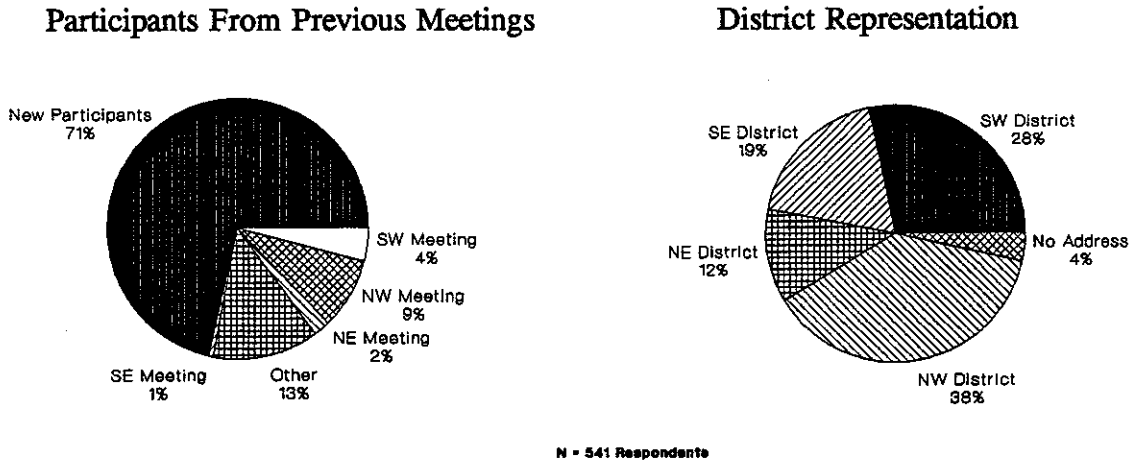 Participants From Previous Meetings
New Participants
71%
SW Meeting
4%
NW Meeting
9%
NE Meeting
2%
Other
13%
SE Meeting
1%
District Representation
SE District
19%
SW District
28%
NE District
12%
No Address
4%
NW District
38%
N = 541 Respondents